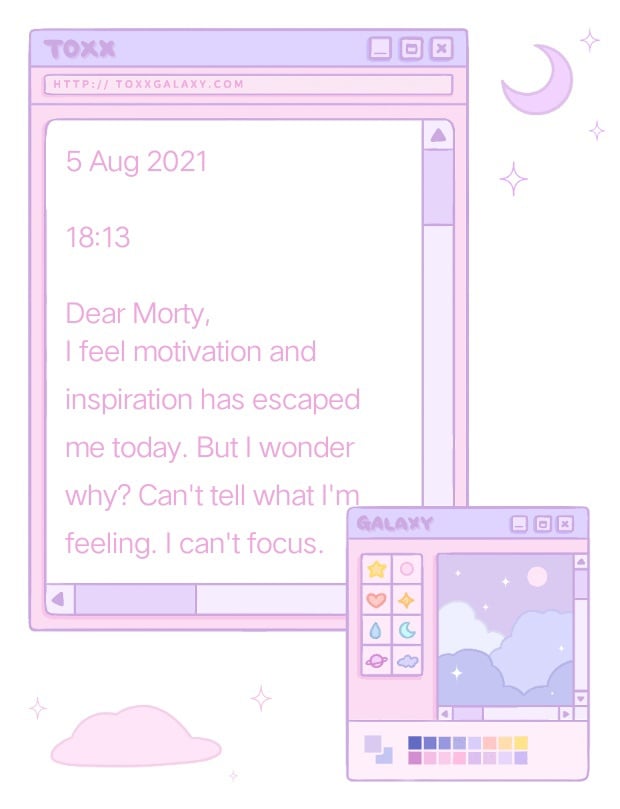 TOXX
HTTP:// TOXXGALAXY.COM
5 Aug 2021
18:13
Dear Morty,
I feel motivation and
inspiration has escaped
me today. But I wonder
why? Can't tell what I'm
feeling. I can't focus.
GALAXY